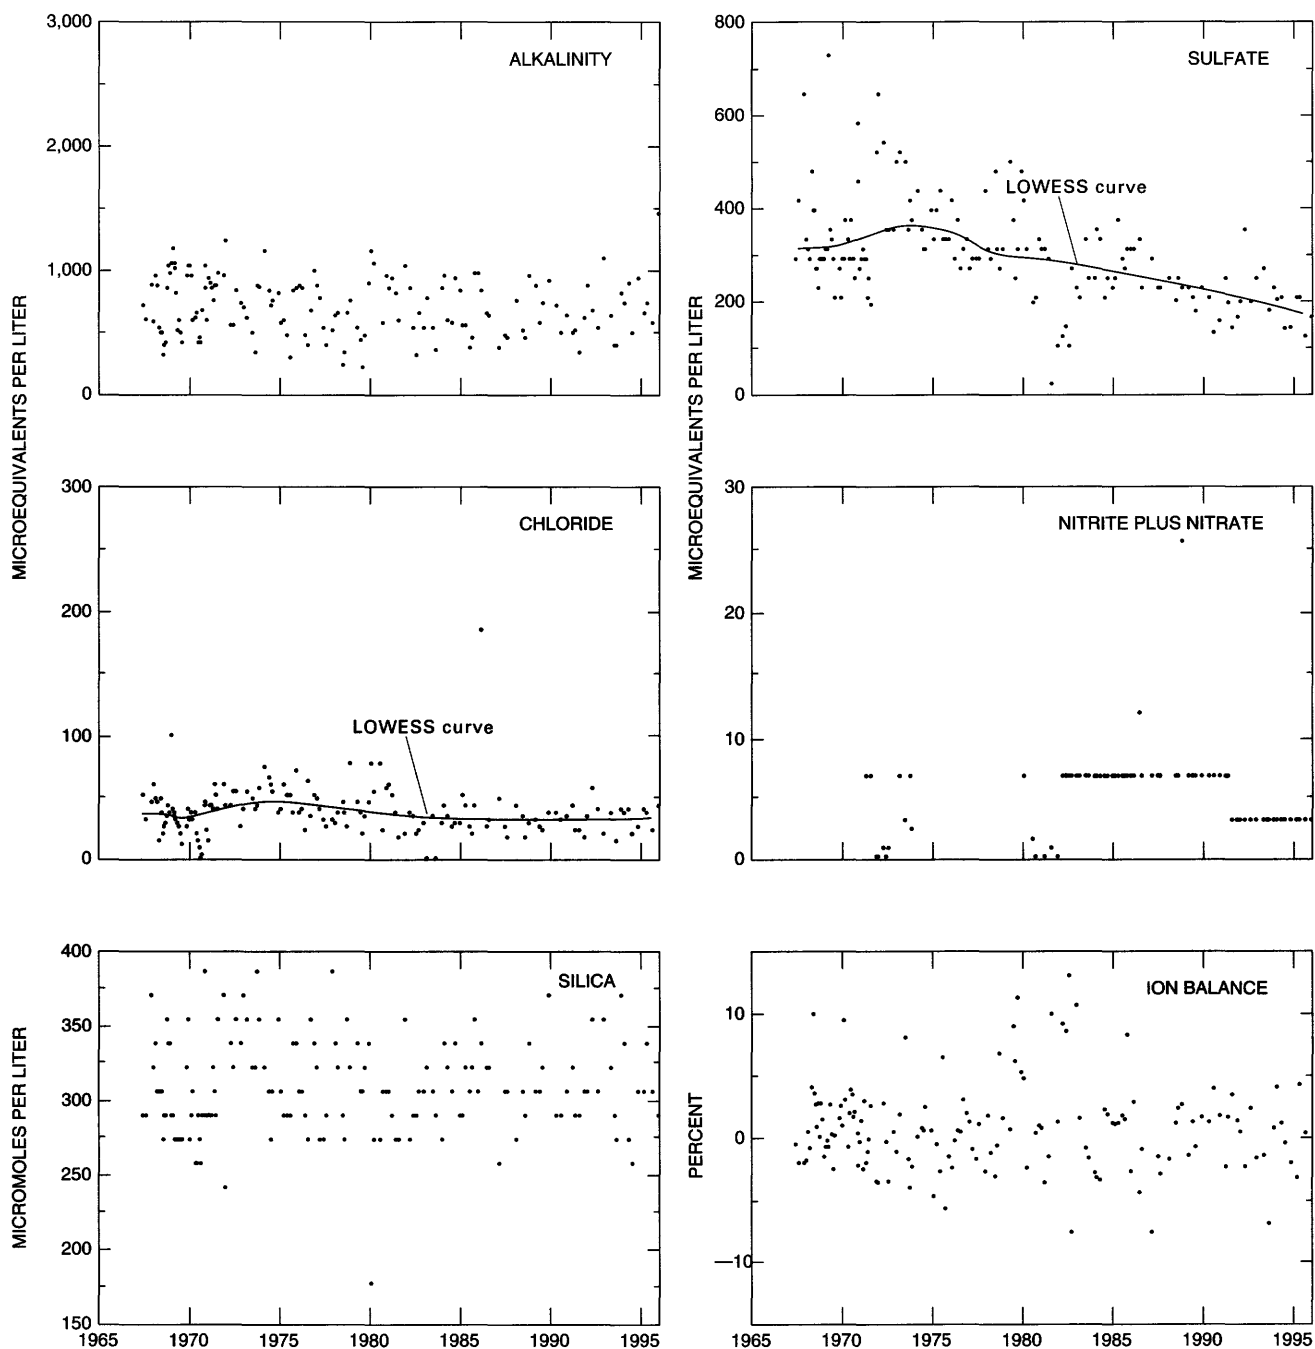 3,000
2,000
1,000
0
ALKALINITY
MICROEQUIVALENTS PER LITER
800
600
400
200
0
SULFATE
LOWESS curve
MICROEQUIVALENTS PER LITER
300
200
100
0
CHLORIDE
LOWESS curve
30
20
10
0
NITRITE PLUS NITRATE
400
350
300
250
200
150
SILICA
MICROMOLES PER LITER
1965 1970 1975 1980 1985 1990 1995
10
0
—10
ION BALANCE
PERCENT
1965 1970 1975 1980 1985 1990 1995